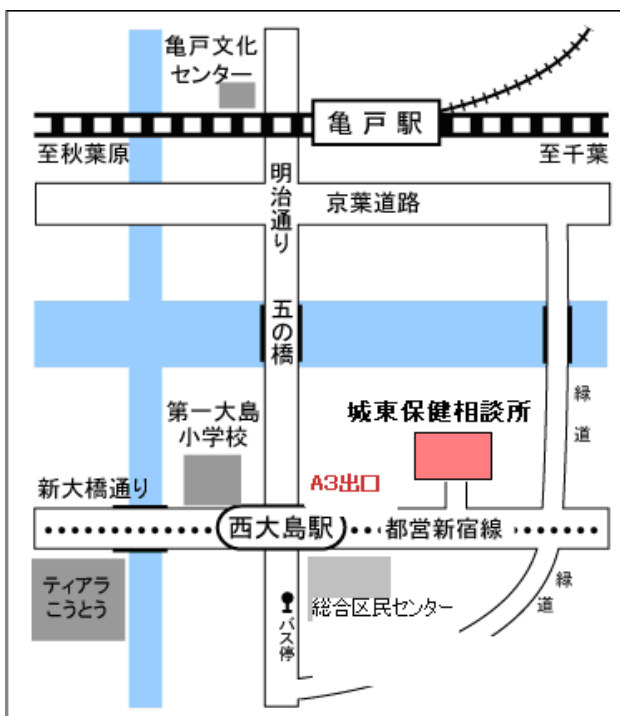 亀戸文化
センター
亀戸駅
至秋葉原
至千葉
明治通り
京葉道路
五の橋
緑道
第一大島
小学校
城東保健相談所
A3出口
新大橋通り
西大島駅
都営新宿線
ティアラ
こうとう
バス停
総合区民センター
緑道